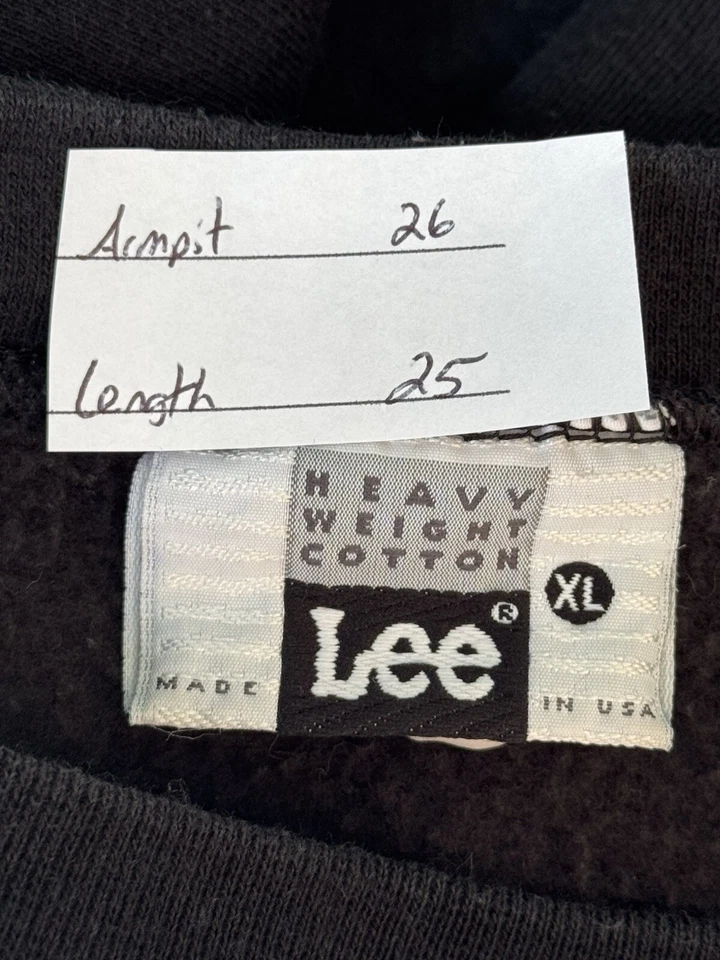 Armpit 26
Length 25
HEAVY
WEIGHT
COTTON
XL
Lee®
MADE IN USA